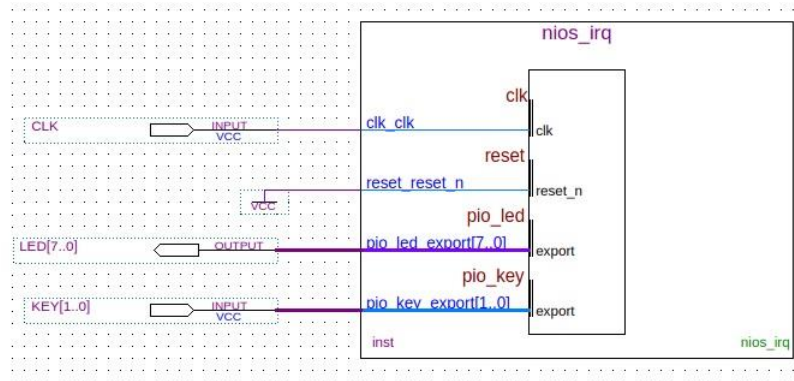 nios_irq
clk
CLK
INPUT
VCC
clk_clk
clk
reset
VCC
reset_reset_n
reset_n
pio_led
LED[7..0]
OUTPUT
pio_led_export[7..0]
export
pio_key
KEY[1..0]
INPUT
VCC
pio_key_export[1..0]
export
inst
nios_irq